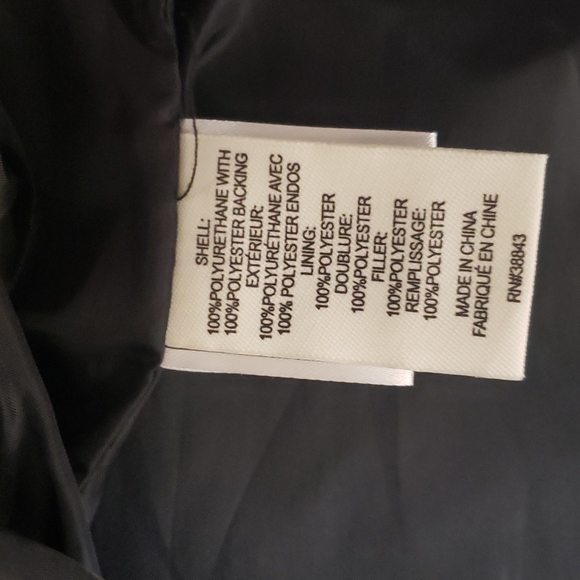 SHELL:
100%POLYURETHANE WITH
100%POLYESTER BACKING
EXTÉRIEUR:
100%POLYURÉTHANE AVEC
100% POLYESTER ENDOS
LINING:
100%POLYESTER
DOUBLURE:
100%POLYESTER
FILLER:
100%POLYESTER
REMPLISSAGE:
100%POLYESTER
MADE IN CHINA
FABRIQUÉ EN CHINE
RN#38843